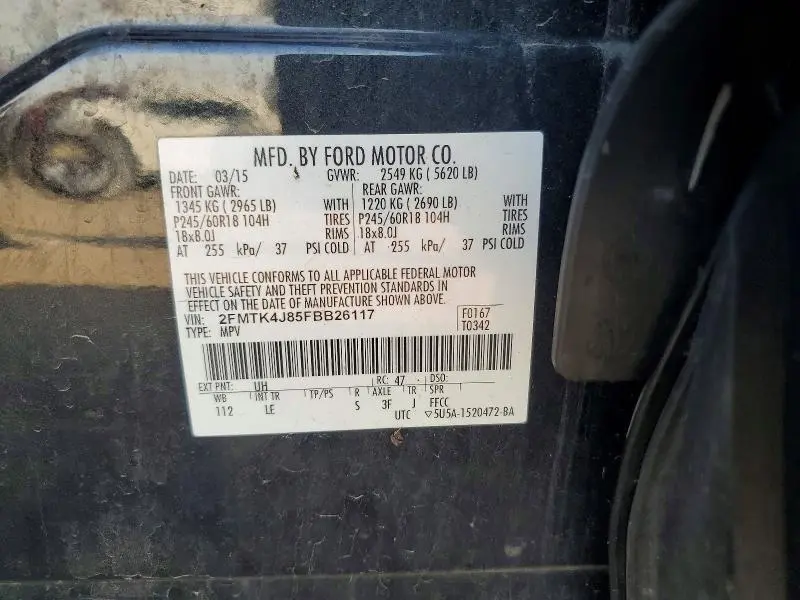 MFD. BY FORD MOTOR CO.
DATE: 03/15 GVWR: 2549 KG ( 5620 LB)
FRONT GAWR: REAR GAWR:
1345 KG ( 2965 LB) WITH 1220 KG ( 2690 LB) WITH
P245/60R18 104H TIRES P245/60R18 104H TIRES
18x8.0J RIMS 18x8.0J RIMS
AT 255 kPa/ 37 PSI COLD AT 255 kPa/ 37 PSI COLD
THIS VEHICLE CONFORMS TO ALL APPLICABLE FEDERAL MOTOR
VEHICLE SAFETY AND THEFT PREVENTION STANDARDS IN
EFFECT ON THE DATE OF MANUFACTURE SHOWN ABOVE.
VIN: 2FMTK4J85FBB26117 F0167
TYPE: MPV T0342
EXT PNT: UH RC: 47 DSO:
WB INT TR TP/PS R AXLE TR SPR
112 LE S 3F J FFCC
UTC ▽5U5A-1520472-BA